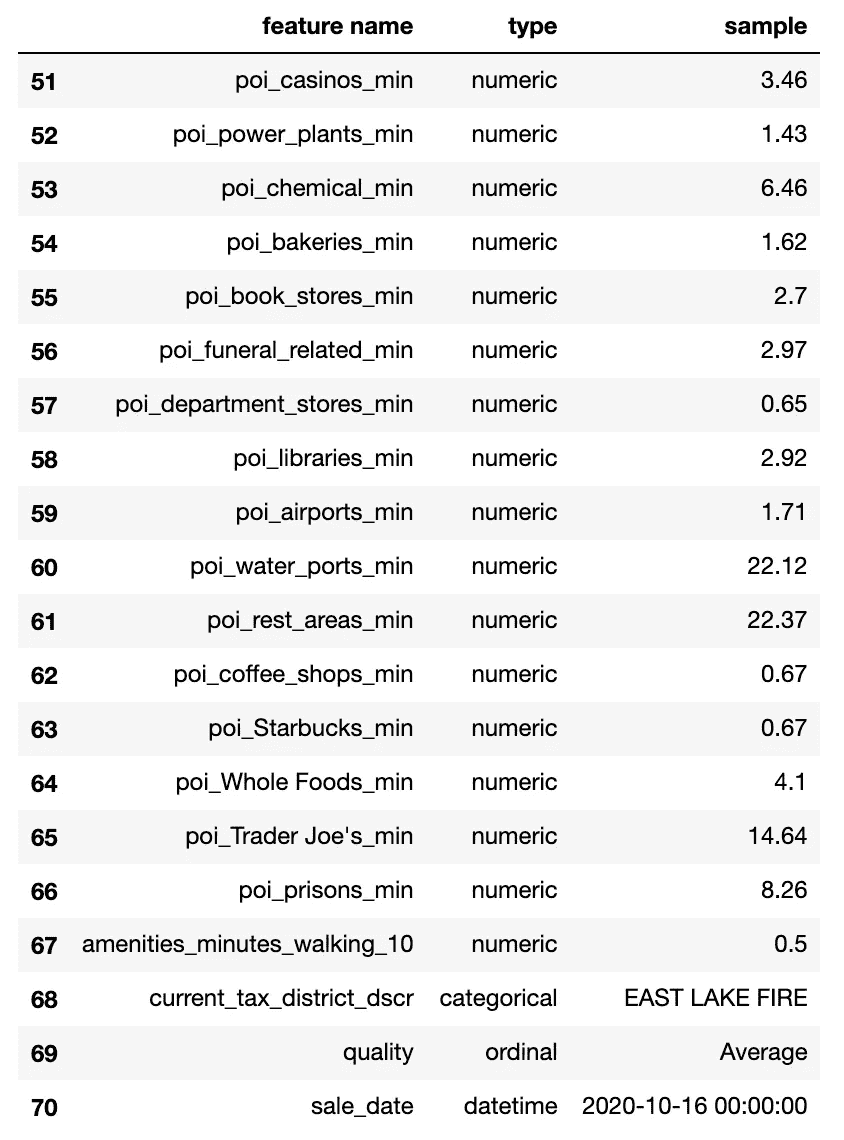 feature name type sample
51 poi_casinos_min numeric 3.46
52 poi_power_plants_min numeric 1.43
53 poi_chemical_min numeric 6.46
54 poi_bakeries_min numeric 1.62
55 poi_book_stores_min numeric 2.7
56 poi_funeral_related_min numeric 2.97
57 poi_department_stores_min numeric 0.65
58 poi_libraries_min numeric 2.92
59 poi_airports_min numeric 1.71
60 poi_water_ports_min numeric 22.12
61 poi_rest_areas_min numeric 22.37
62 poi_coffee_shops_min numeric 0.67
63 poi_Starbucks_min numeric 0.67
64 poi_Whole Foods_min numeric 4.1
65 poi_Trader Joe's_min numeric 14.64
66 poi_prisons_min numeric 8.26
67 amenities_minutes_walking_10 numeric 0.5
68 current_tax_district_dscr categorical EAST LAKE FIRE
69 quality ordinal Average
70 sale_date datetime 2020-10-16 00:00:00